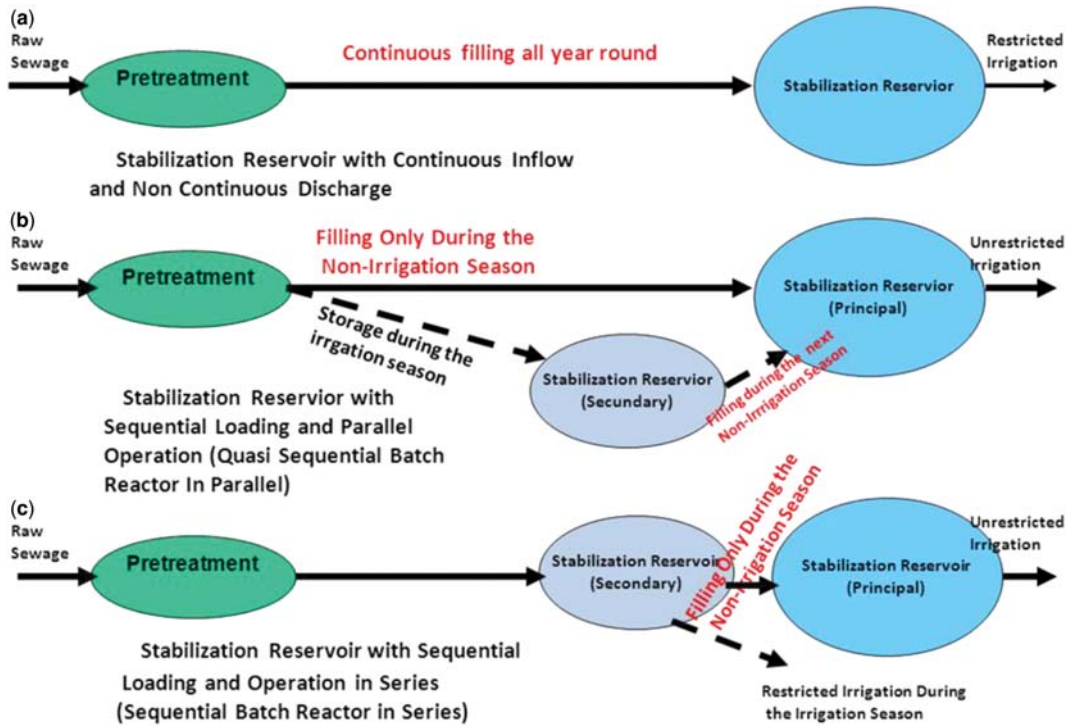 (a)
Raw
Sewage
Pretreatment
Continuous filling all year round
Stabilization Reservior
Restricted
Irrigation
Stabilization Reservoir with Continuous Inflow
and Non Continuous Discharge
(b)
Raw
Sewage
Pretreatment
Filling Only During the
Non-Irrigation Season
Storage during the
irrgation season
Stabilization Reservior
(Secundary)
Filling during the next
Non-Irrrigation Season
Stabilization Reservior
(Principal)
Unrestricted
Irrigation
Stabilization Reservior with
Sequential Loading and Parallel
Operation (Quasi Sequential Batch
Reactor In Parallel)
(c)
Raw
Sewage
Pretreatment
Stabilization Reservoir
(Secondary)
Filling Only During the
Non-Irrigation Season
Stabilization Reservoir
(Principal)
Unrestricted
Irrigation
Stabilization Reservoir with Sequential
Loading and Operation in Series
(Sequential Batch Reactor in Series)
Restricted Irrigation During
the Irrigation Season